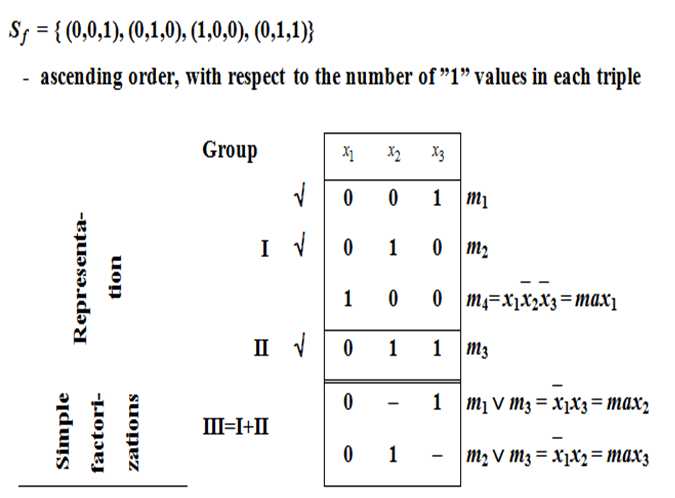 S_f = { (0,0,1), (0,1,0), (1,0,0), (0,1,1)}
- ascending order, with respect to the number of ”1” values in each triple
Group x₁ x₂ x₃
Representa-
tion
√ 0 0 1 m₁
I √ 0 1 0 m₂
1 0 0 m₄=x₁x̅₂x̅₃=max₁
II √ 0 1 1 m₃
Simple
factori-
zations
III=I+II
0 – 1 m₁ ∨ m₃ = x̅₁x₃ = max₂
0 1 – m₂ ∨ m₃ = x̅₁x₂ = max₃